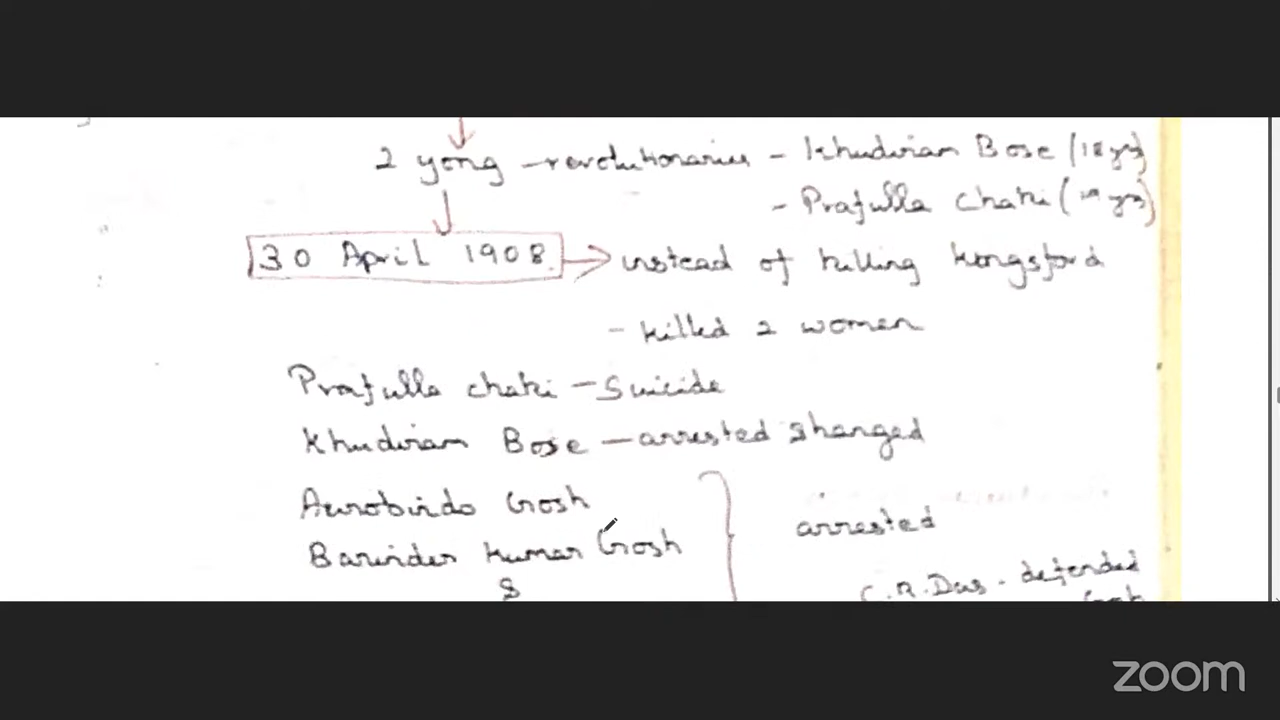 2 yong - revolutionaries - Khudiram Bose (18 yrs)
- Prafulla Chaki (19 yrs)
30 April 1908. → instead of killing kongsford
- killed 2 women
Prafulla chaki - Suicide
Khudiram Bose - arrested & hanged
Aurobindo Gosh
Barinder kumar Gosh
arrested
&
C.R.Das - defended
zoom